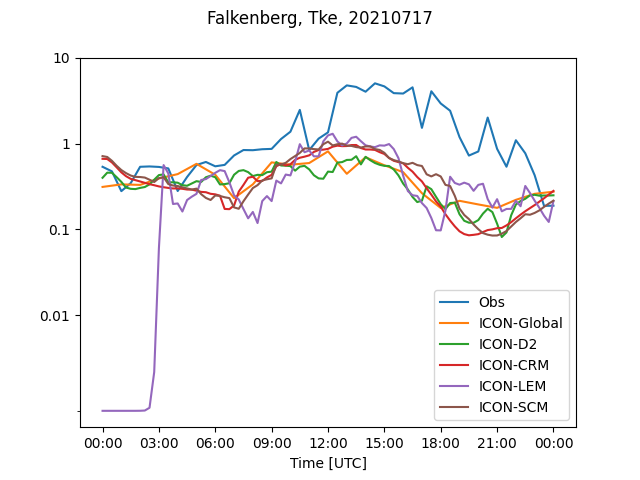 Falkenberg, Tke, 20210717
10
1
0.1
0.01
Obs
ICON-Global
ICON-D2
ICON-CRM
ICON-LEM
ICON-SCM
00:00 03:00 06:00 09:00 12:00 15:00 18:00 21:00 00:00
Time [UTC]